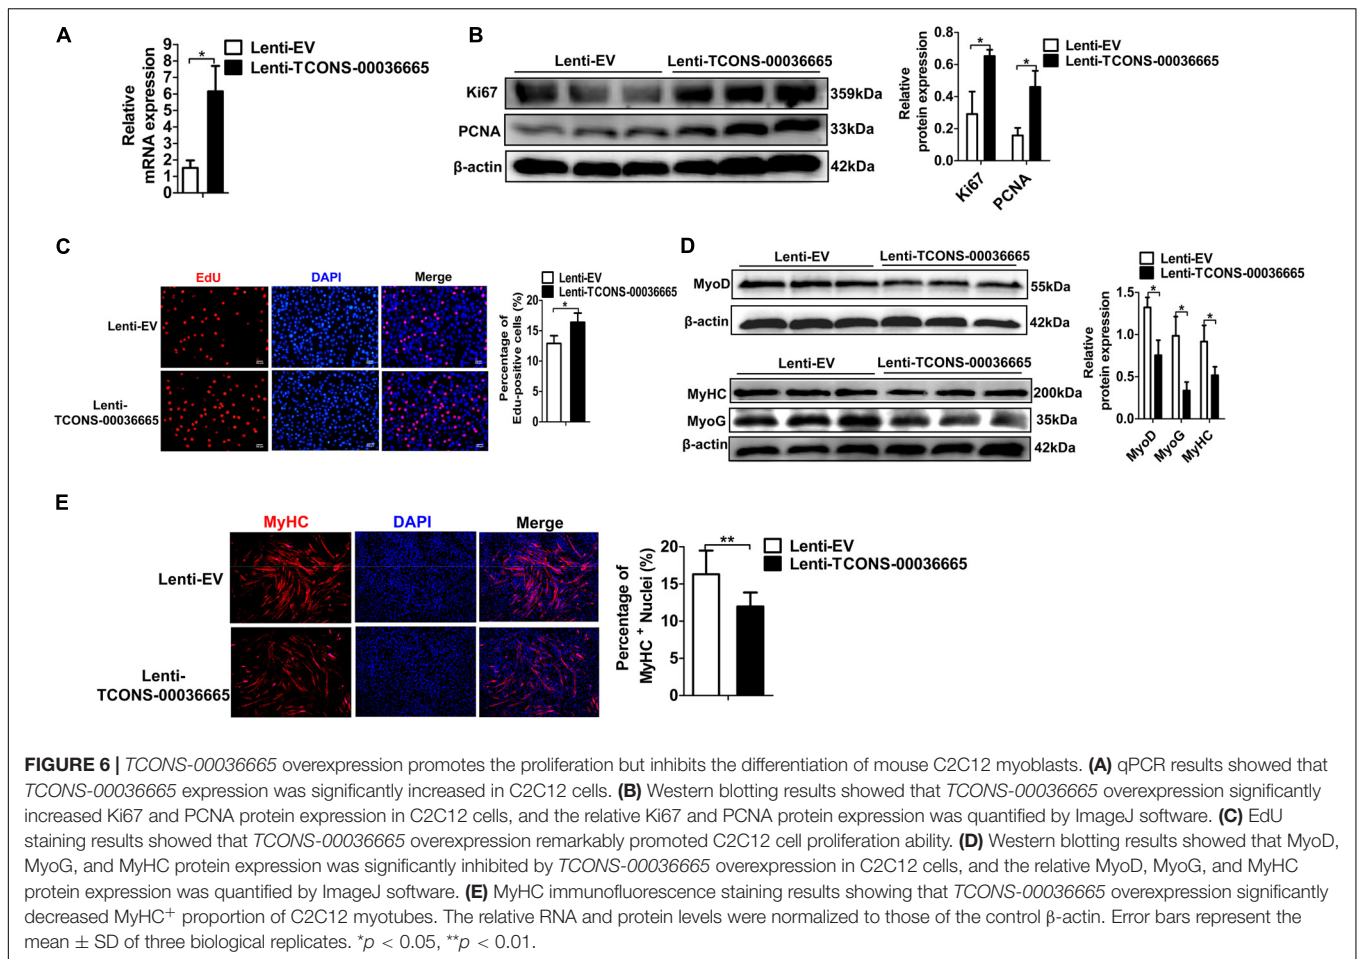 A
Relative
mRNA expression
9
8
7
6
5
4
3
2
1
0
*
Lenti-EV
Lenti-TCONS-00036665
B
Lenti-EV
Lenti-TCONS-00036665
Ki67
359kDa
PCNA
33kDa
β-actin
42kDa
Relative
protein expression
0.8
0.6
0.4
0.2
0.0
*
*
Ki67
PCNA
Lenti-EV
Lenti-TCONS-00036665
C
EdU
DAPI
Merge
Lenti-EV
Lenti-
TCONS-00036665
Lenti-EV
Lenti-TCONS-00036665
Percentage of
Edu-positive cells (%)
20
15
10
5
0
*
D
Lenti-EV
Lenti-TCONS-00036665
MyoD
55kDa
β-actin
42kDa
Lenti-EV
Lenti-TCONS-00036665
MyHC
200kDa
MyoG
35kDa
β-actin
42kDa
Lenti-EV
Lenti-TCONS-00036665
Relative
protein expression
1.5
1.0
0.5
0.0
*
*
*
MyoD
MyoG
MyHC
E
MyHC
DAPI
Merge
Lenti-EV
Lenti-
TCONS-00036665
Percentage of
MyHC + Nuclei (%)
20
15
10
5
0
**
Lenti-EV
Lenti-TCONS-00036665
FIGURE 6 | TCONS-00036665 overexpression promotes the proliferation but inhibits the differentiation of mouse C2C12 myoblasts. (A) qPCR results showed that
TCONS-00036665 expression was significantly increased in C2C12 cells. (B) Western blotting results showed that TCONS-00036665 overexpression significantly
increased Ki67 and PCNA protein expression in C2C12 cells, and the relative Ki67 and PCNA protein expression was quantified by ImageJ software. (C) EdU
staining results showed that TCONS-00036665 overexpression remarkably promoted C2C12 cell proliferation ability. (D) Western blotting results showed that MyoD,
MyoG, and MyHC protein expression was significantly inhibited by TCONS-00036665 overexpression in C2C12 cells, and the relative MyoD, MyoG, and MyHC
protein expression was quantified by ImageJ software. (E) MyHC immunofluorescence staining results showing that TCONS-00036665 overexpression significantly
decreased MyHC+ proportion of C2C12 myotubes. The relative RNA and protein levels were normalized to those of the control β-actin. Error bars represent the
mean ± SD of three biological replicates. *p < 0.05, **p < 0.01.